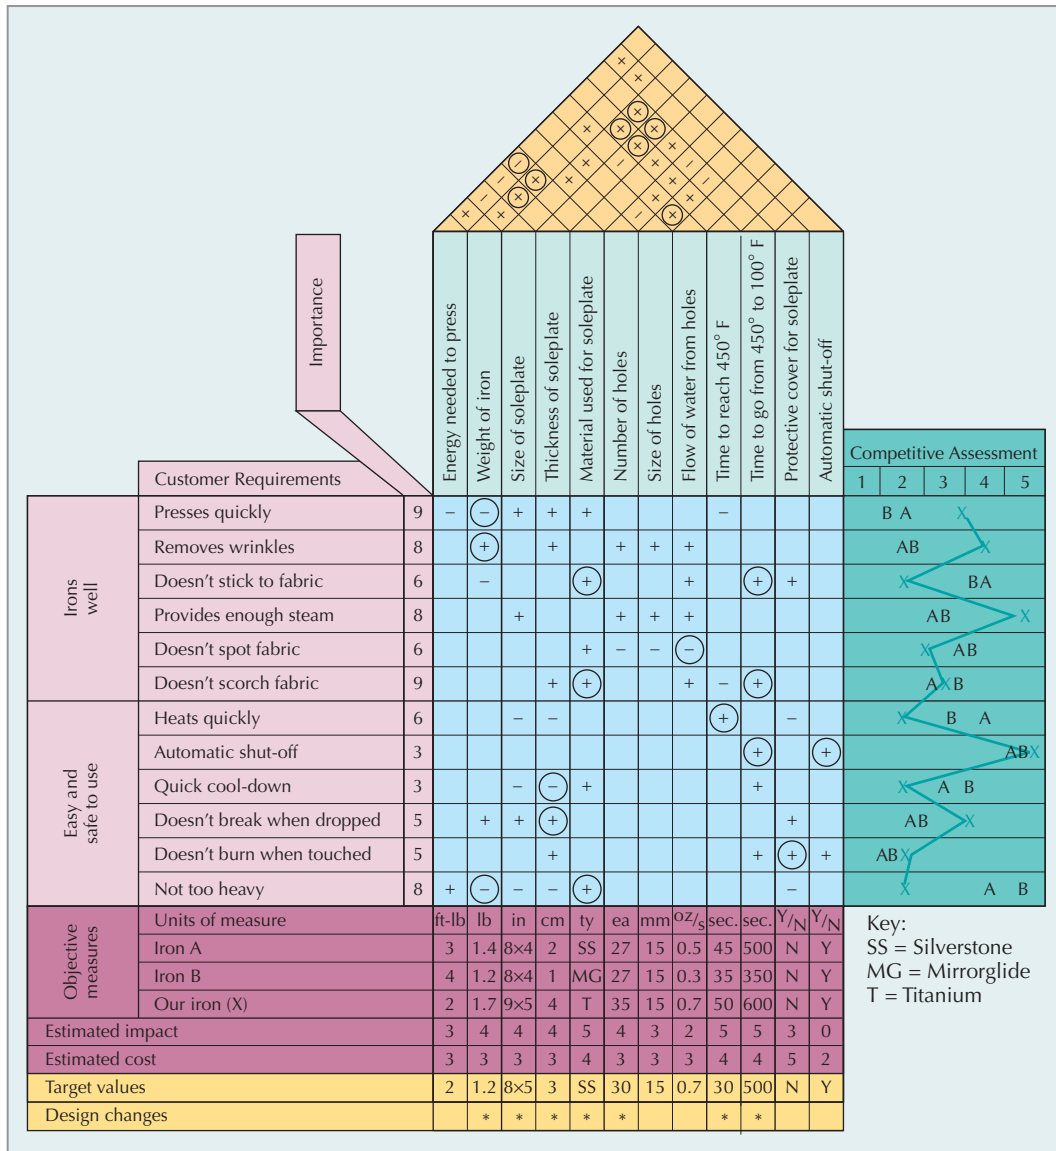 ×
×
⊗
× ⊗ ⊗
⊗ ×
⊖ × − × ×
− ⊗ × × −
− ⊗ ×
× × − ⊗
Importance
Energy needed to press
Weight of iron
Size of soleplate
Thickness of soleplate
Material used for soleplate
Number of holes
Size of holes
Flow of water from holes
Time to reach 450° F
Time to go from 450° to 100° F
Protective cover for soleplate
Automatic shut-off
Competitive Assessment
Customer Requirements 1 2 3 4 5
Irons
well
Presses quickly 9 − ⊖ + + + − B A X
Removes wrinkles 8 ⊕ + + + + AB X
Doesn't stick to fabric 6 − ⊕ + ⊕ + X BA
Provides enough steam 8 + + + + AB X
Doesn't spot fabric 6 + − − ⊖ X AB
Doesn't scorch fabric 9 + ⊕ + − ⊕ A X B
Easy and
safe to use
Heats quickly 6 − − ⊕ − X B A
Automatic shut-off 3 ⊕ ⊕ AB X
Quick cool-down 3 − ⊖ + + X A B
Doesn't break when dropped 5 + + ⊕ + AB X
Doesn't burn when touched 5 + + ⊕ + AB X
Not too heavy 8 + ⊖ − − ⊕ − X A B
Objective
measures
Units of measure ft-lb lb in cm ty ea mm oz/s sec. sec. Y/N Y/N
Iron A 3 1.4 8×4 2 SS 27 15 0.5 45 500 N Y
Iron B 4 1.2 8×4 1 MG 27 15 0.3 35 350 N Y
Our iron (X) 2 1.7 9×5 4 T 35 15 0.7 50 600 N Y
Estimated impact 3 4 4 4 5 4 3 2 5 5 3 0
Estimated cost 3 3 3 3 4 3 3 3 4 4 5 2
Target values 2 1.2 8×5 3 SS 30 15 0.7 30 500 N Y
Design changes * * * * * * *
Key:
SS = Silverstone
MG = Mirrorglide
T = Titanium